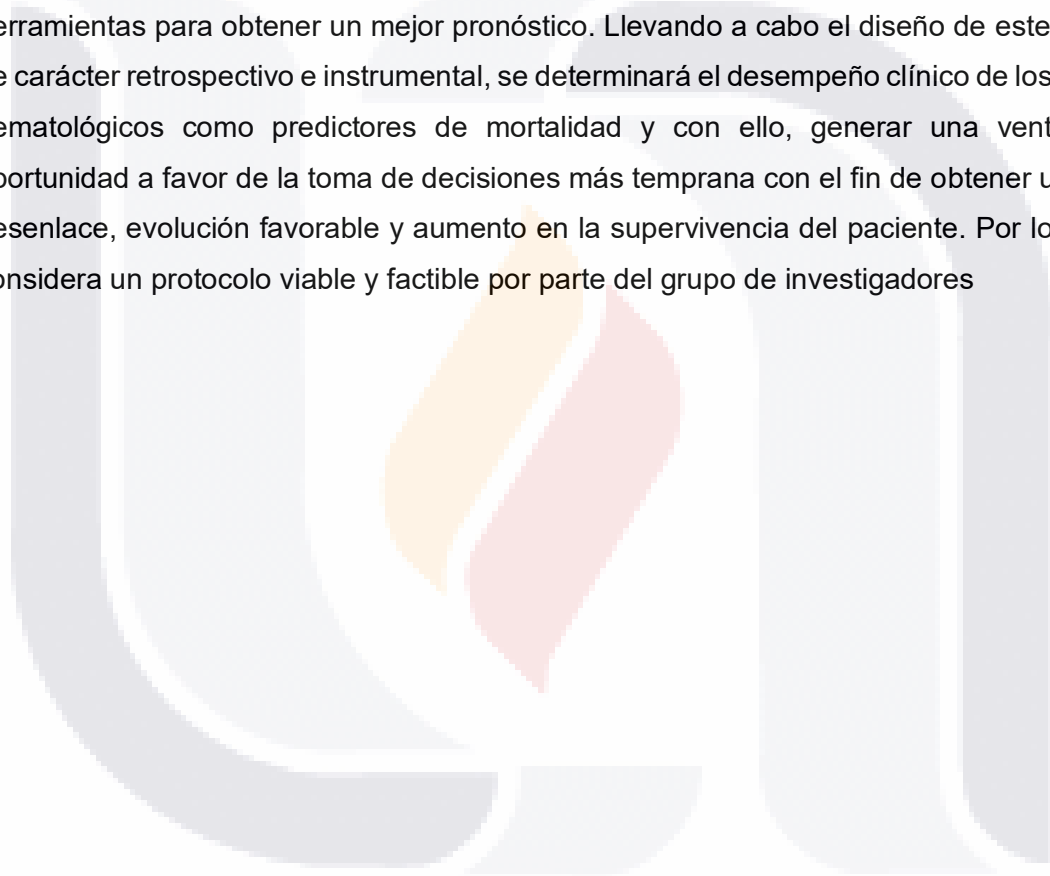 erramientas para obtener un mejor pronóstico. Llevando a cabo el diseño de este
e carácter retrospectivo e instrumental, se determinará el desempeño clínico de los
ematológicos como predictores de mortalidad y con ello, generar una vent
portunidad a favor de la toma de decisiones más temprana con el fin de obtener u
esenlace, evolución favorable y aumento en la supervivencia del paciente. Por lo
onsidera un protocolo viable y factible por parte del grupo de investigadores